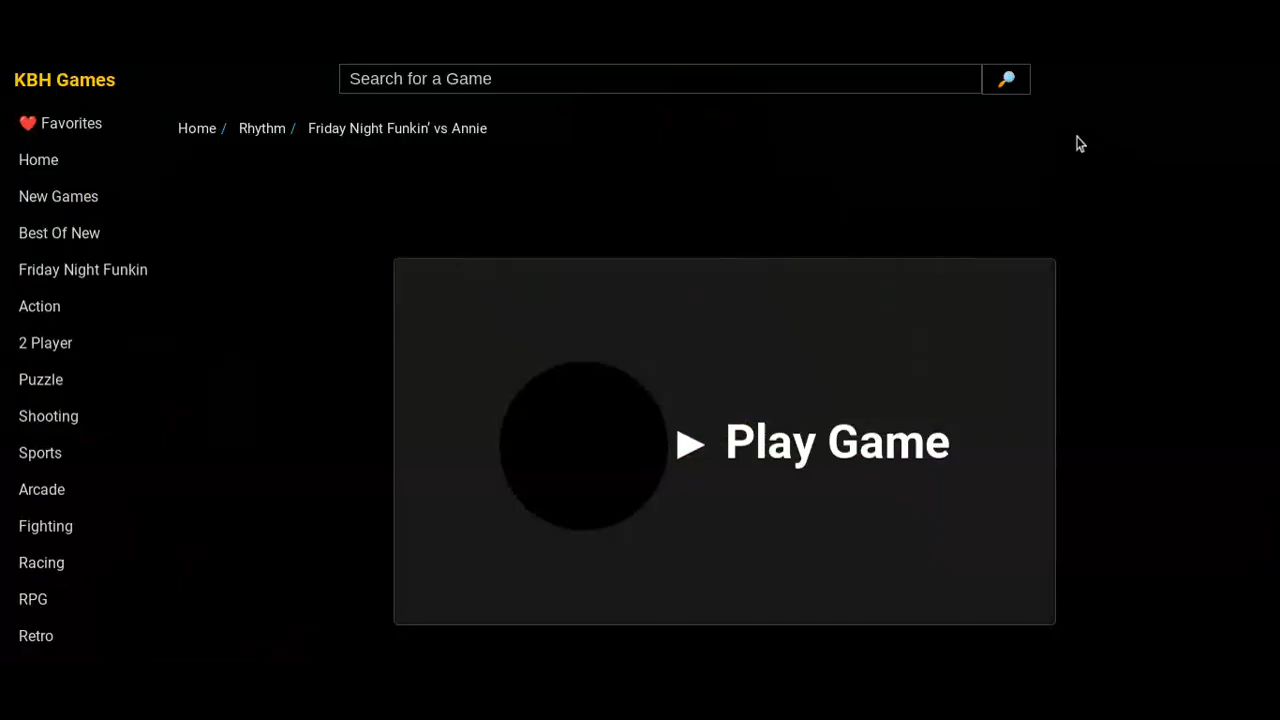 KBH Games
Search for a Game
❤️ Favorites
Home / Rhythm / Friday Night Funkin’ vs Annie
Home
New Games
Best Of New
Friday Night Funkin
Action
2 Player
Puzzle
Shooting
Sports
Arcade
Fighting
Racing
RPG
Retro
► Play Game